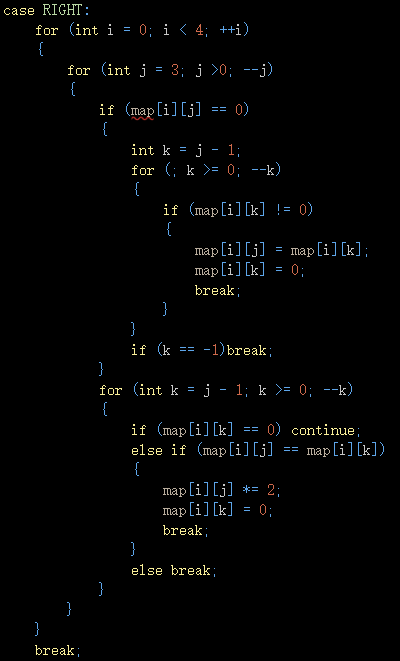 case RIGHT:
    for (int i = 0; i < 4; ++i)
    {
        for (int j = 3; j >0; --j)
        {
            if (map[i][j] == 0)
            {
                int k = j - 1;
                for (; k >= 0; --k)
                {
                    if (map[i][k] != 0)
                    {
                        map[i][j] = map[i][k];
                        map[i][k] = 0;
                        break;
                    }
                }
                if (k == -1)break;
            }
            for (int k = j - 1; k >= 0; --k)
            {
                if (map[i][k] == 0) continue;
                else if (map[i][j] == map[i][k])
                {
                    map[i][j] *= 2;
                    map[i][k] = 0;
                    break;
                }
                else break;
            }
        }
    }
    break;